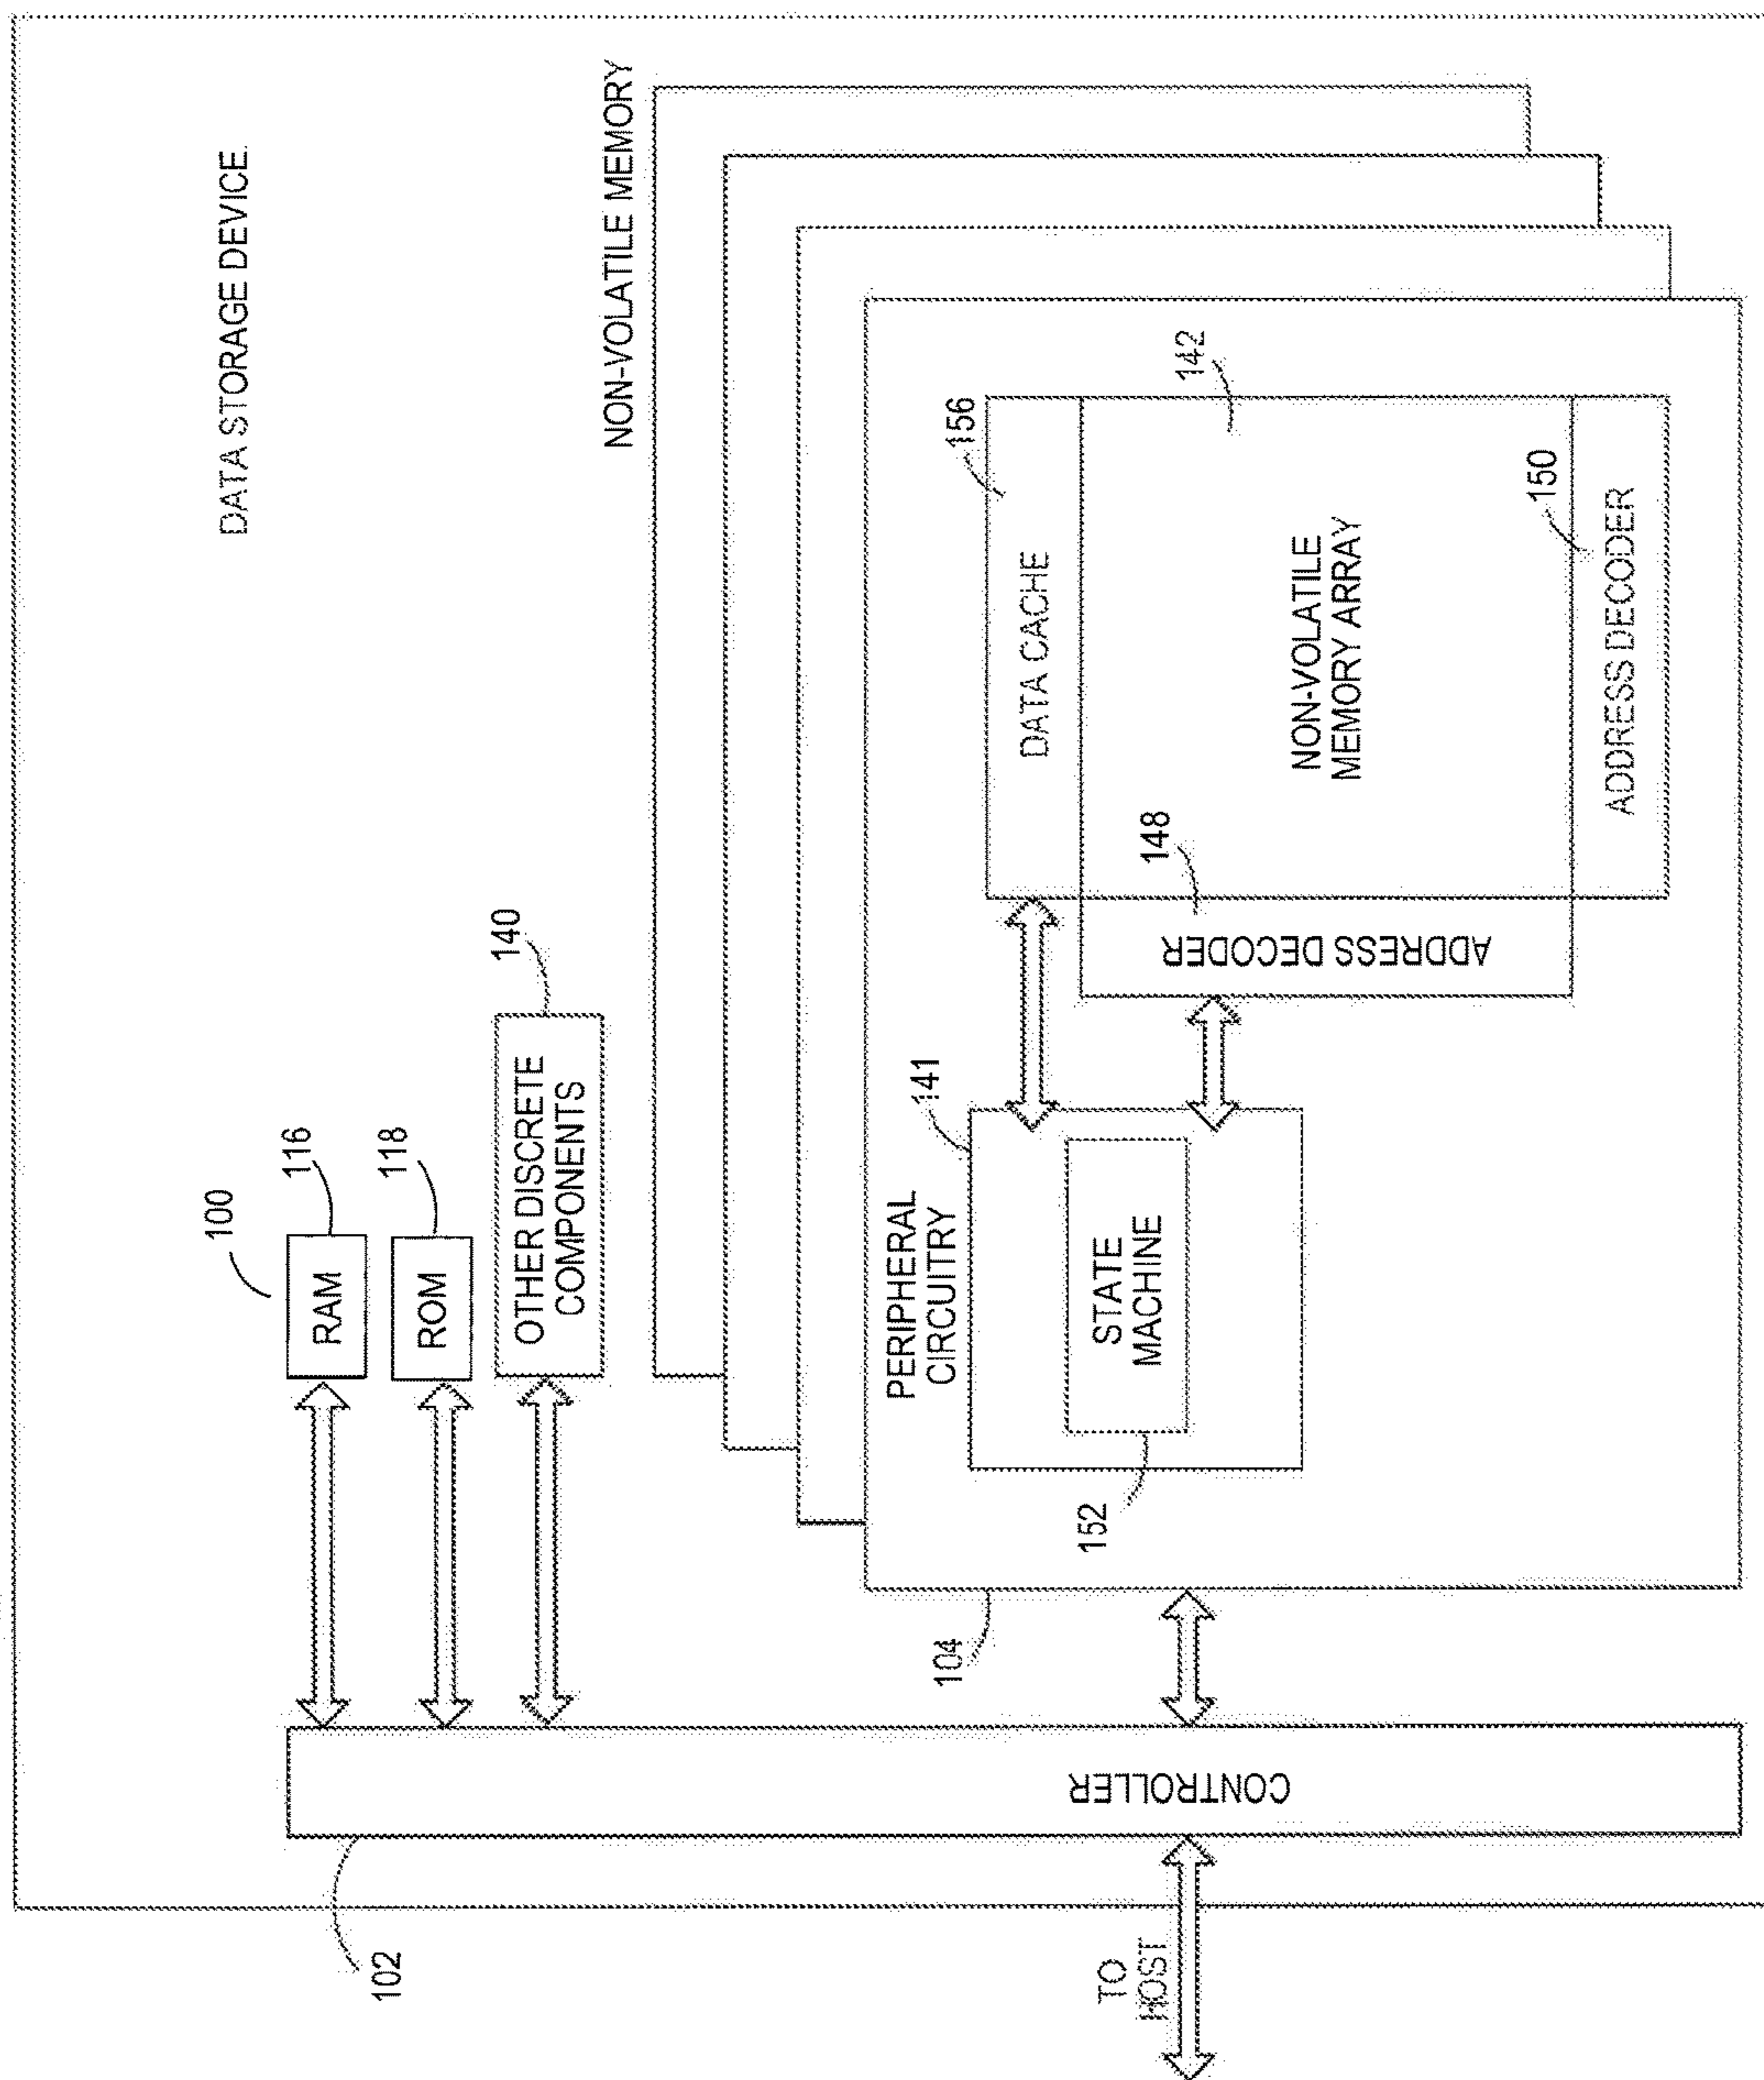 DATA STORAGE DEVICE
100
RAM
116
ROM
118
OTHER DISCRETE
COMPONENTS
140
NON-VOLATILE MEMORY
PERIPHERAL
CIRCUITRY
141
STATE
MACHINE
152
DATA CACHE
156
ADDRESS DECODER
148
NON-VOLATILE
MEMORY ARRAY
142
ADDRESS DECODER
150
104
CONTROLLER
102
TO
HOST